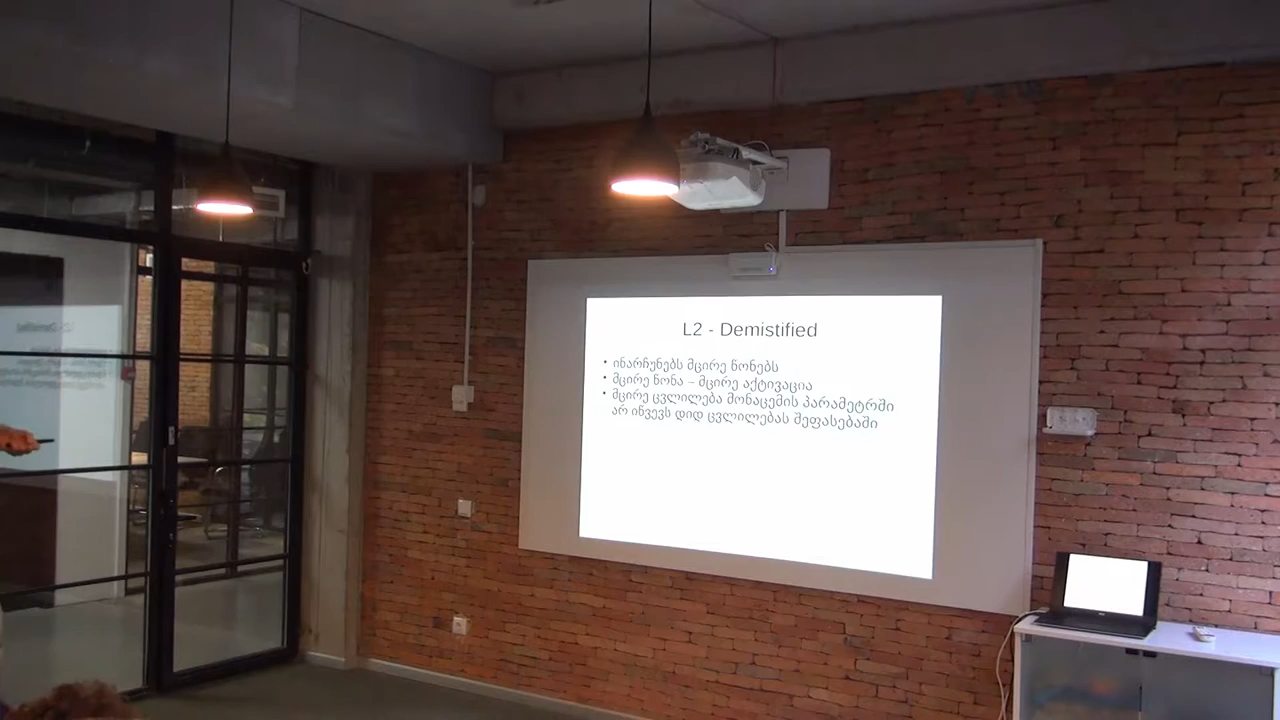 L2 - Demistified
• ინარჩუნებს მცირე წონებს
• მცირე წონა – მცირე აქტივაცია
• მცირე ცვლილება მონაცემის პარამეტრში
არ იწვევს დიდ ცვლილებას შეფასებაში